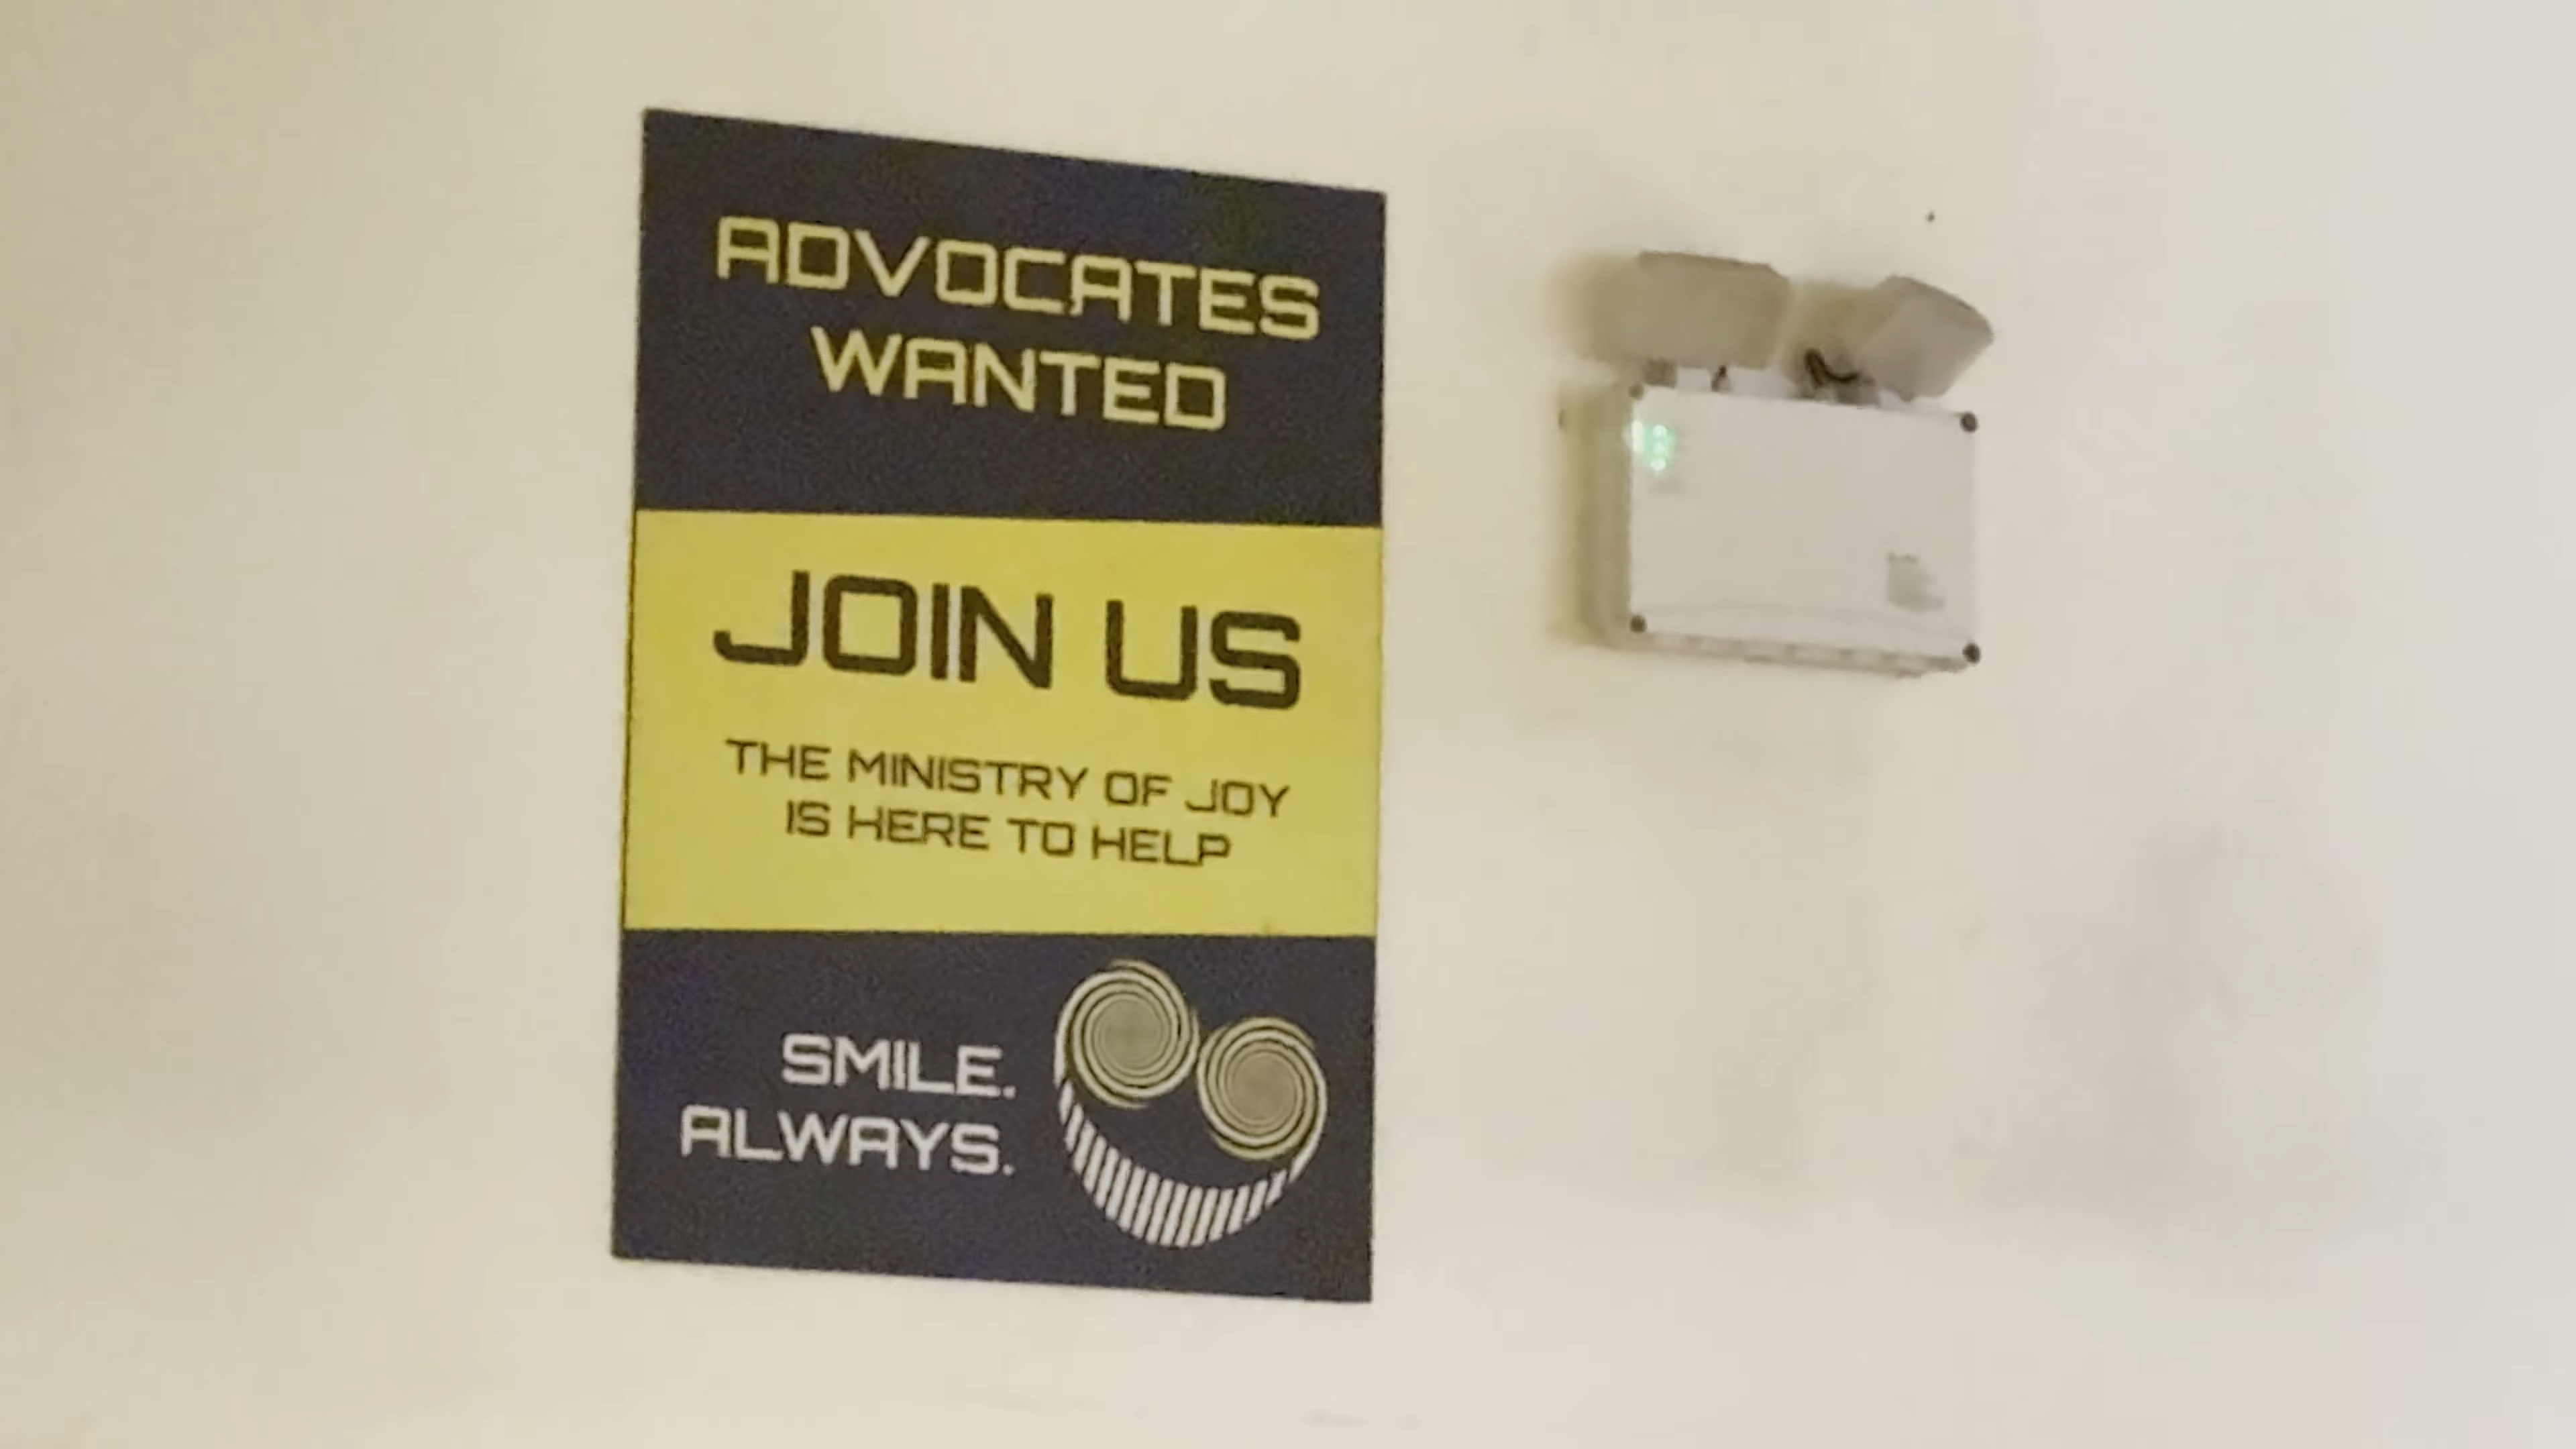 ADVOCATES
WANTED
JOIN US
THE MINISTRY OF JOY
IS HERE TO HELP
SMILE.
ALWAYS.